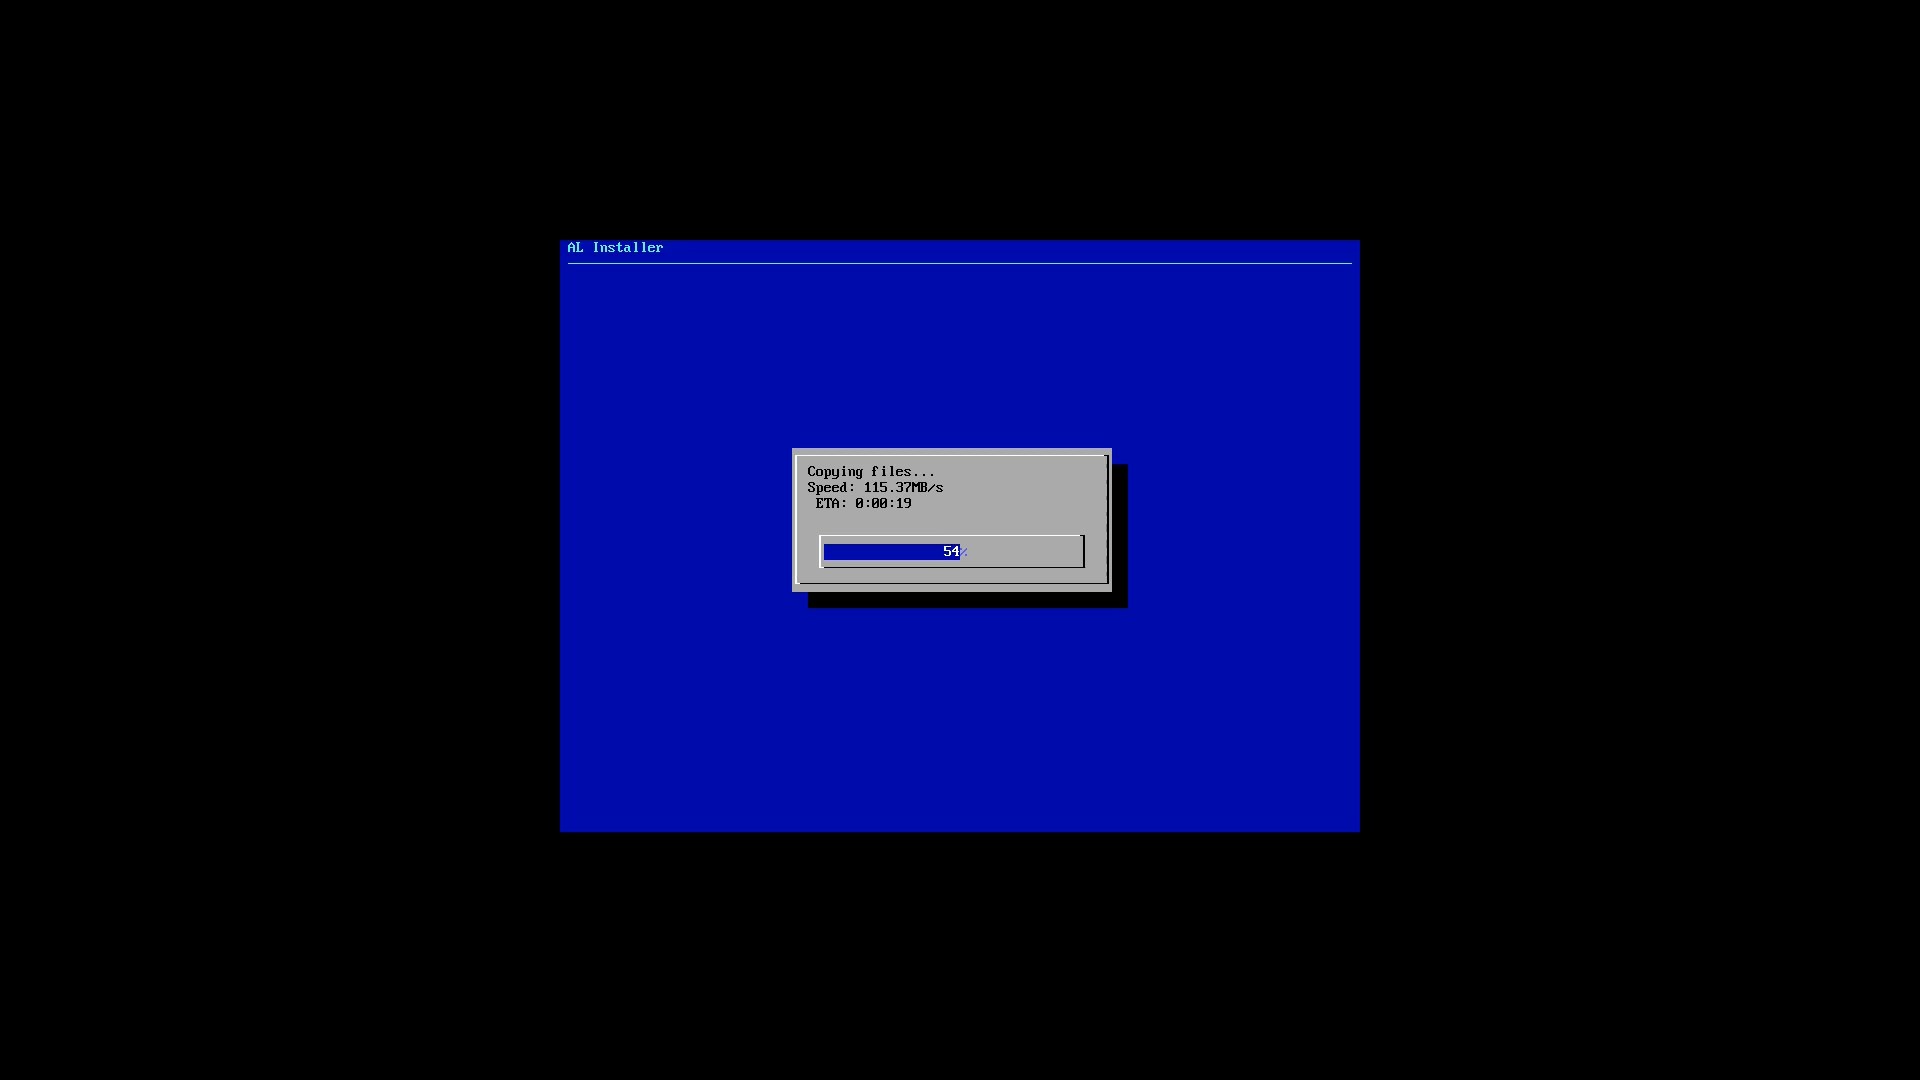 AL Installer
Copying files...
Speed: 115.37MB/s
ETA: 0:00:19
54%